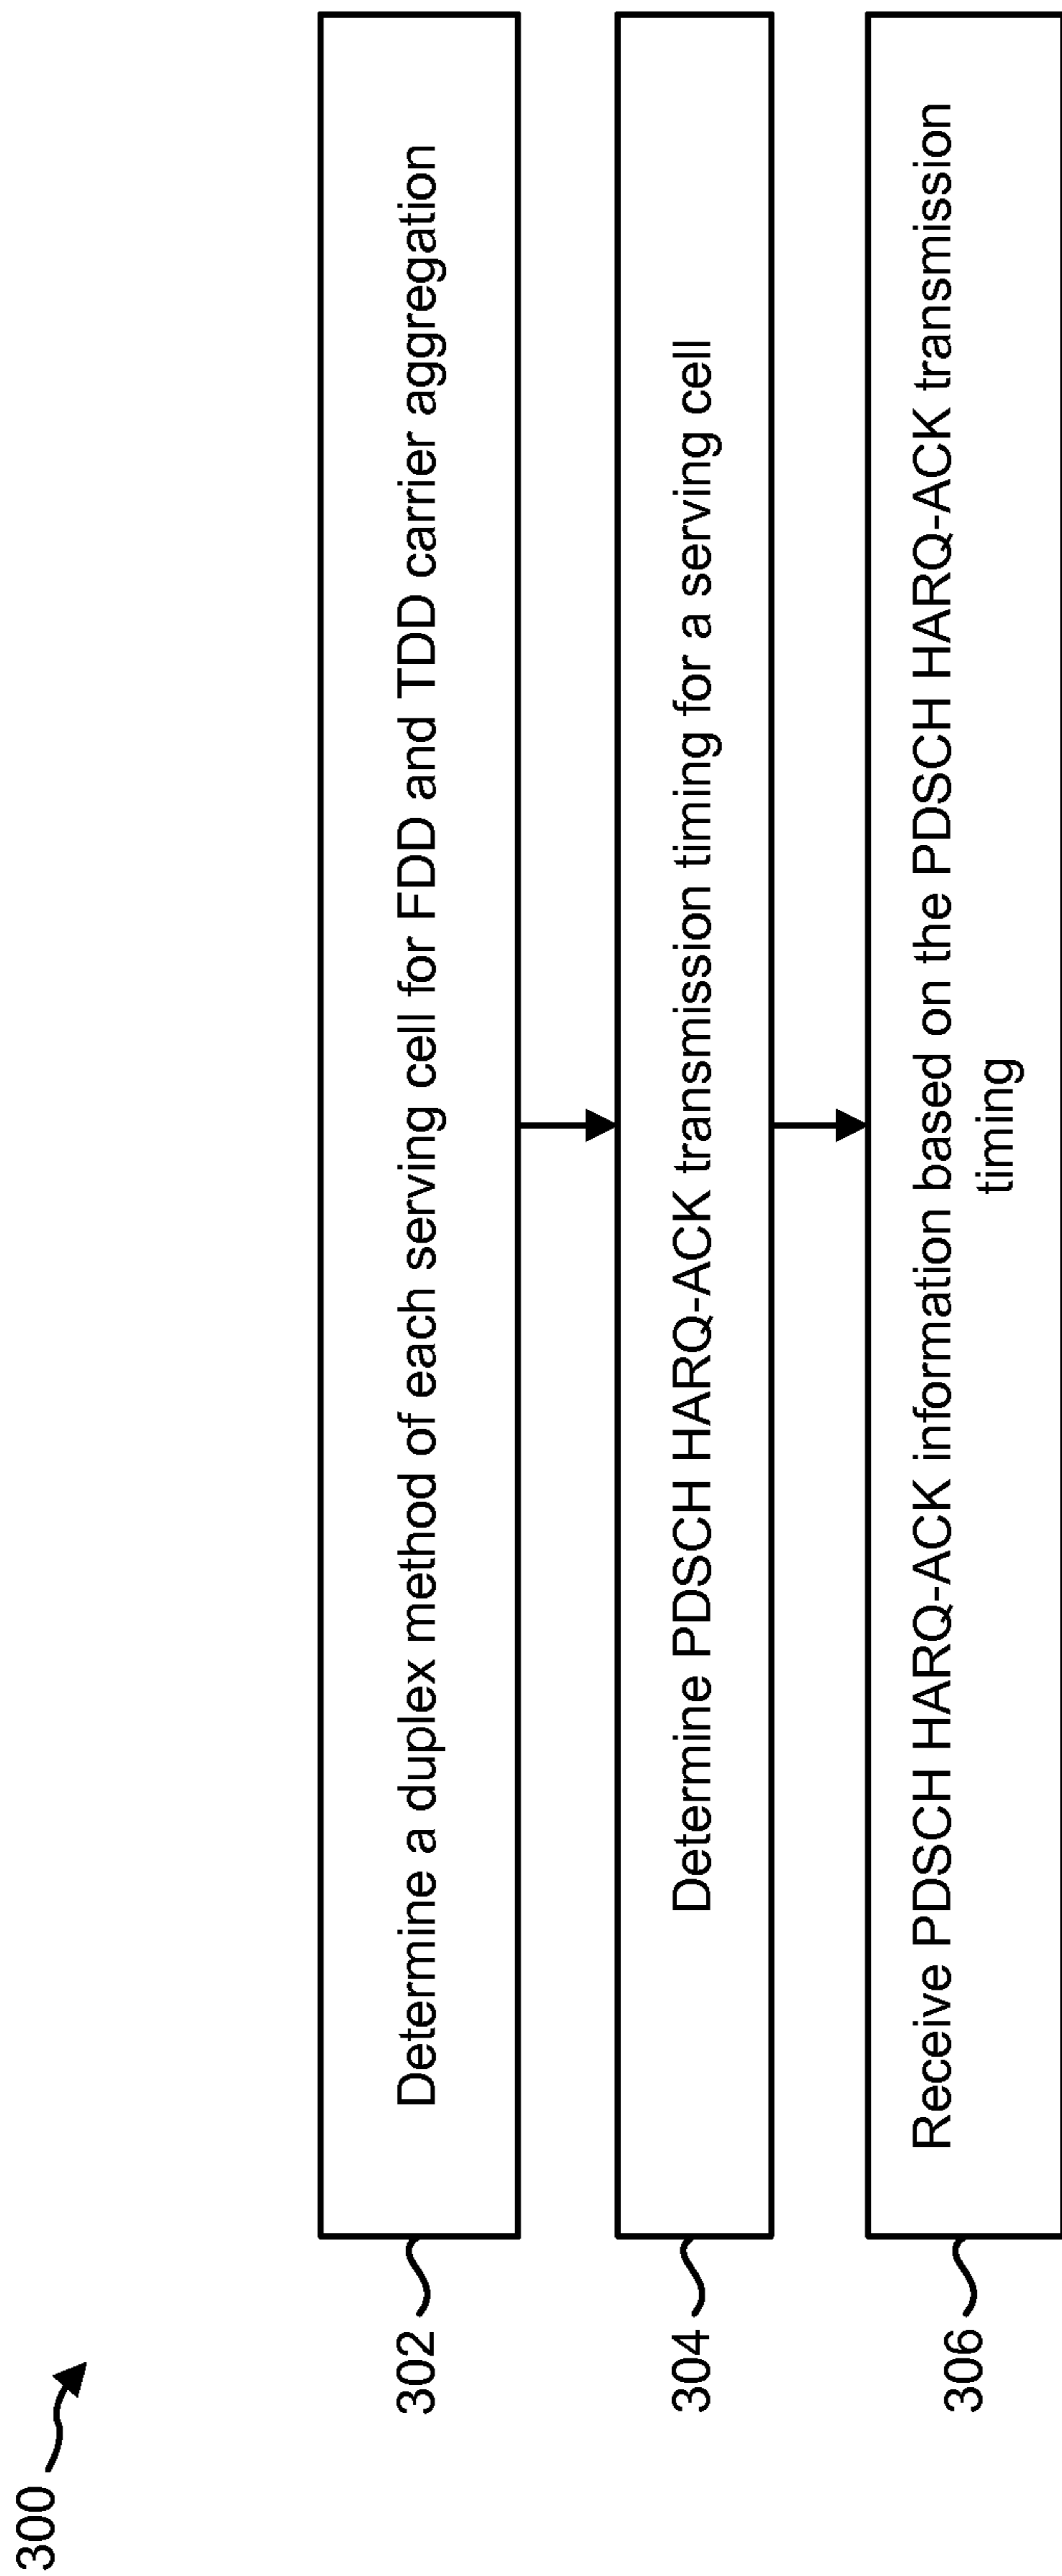 300
302
Determine a duplex method of each serving cell for FDD and TDD carrier aggregation
304
Determine PDSCH HARQ-ACK transmission timing for a serving cell
306
Receive PDSCH HARQ-ACK information based on the PDSCH HARQ-ACK transmission
timing